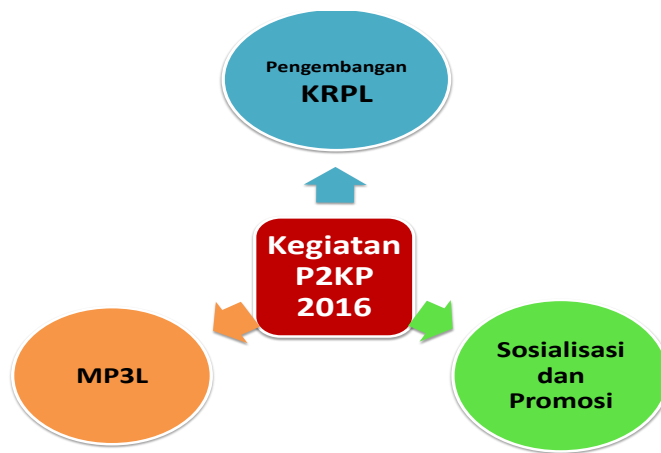 Pengembangan
KRPL
Kegiatan
P2KP
2016
MP3L
Sosialisasi
dan
Promosi